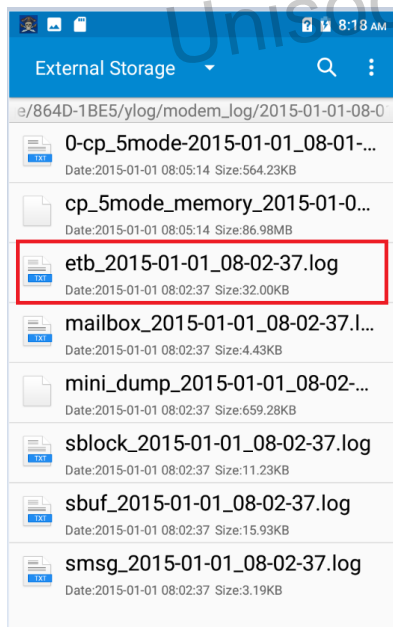 Unisoc
8:18 AM
External Storage
e/864D-1BE5/ylog/modem_log/2015-01-01-08-0
0-cp_5mode-2015-01-01_08-01-...
TXT
Date:2015-01-01 08:05:14 Size:564.23KB
cp_5mode_memory_2015-01-0...
Date:2015-01-01 08:05:14 Size:86.98MB
etb_2015-01-01_08-02-37.log
TXT
Date:2015-01-01 08:02:37 Size:32.00KB
mailbox_2015-01-01_08-02-37.l...
TXT
Date:2015-01-01 08:02:37 Size:4.43KB
mini_dump_2015-01-01_08-02-...
Date:2015-01-01 08:02:37 Size:659.28KB
sblock_2015-01-01_08-02-37.log
TXT
Date:2015-01-01 08:02:37 Size:11.23KB
sbuf_2015-01-01_08-02-37.log
TXT
Date:2015-01-01 08:02:37 Size:15.93KB
smsg_2015-01-01_08-02-37.log
TXT
Date:2015-01-01 08:02:37 Size:3.19KB